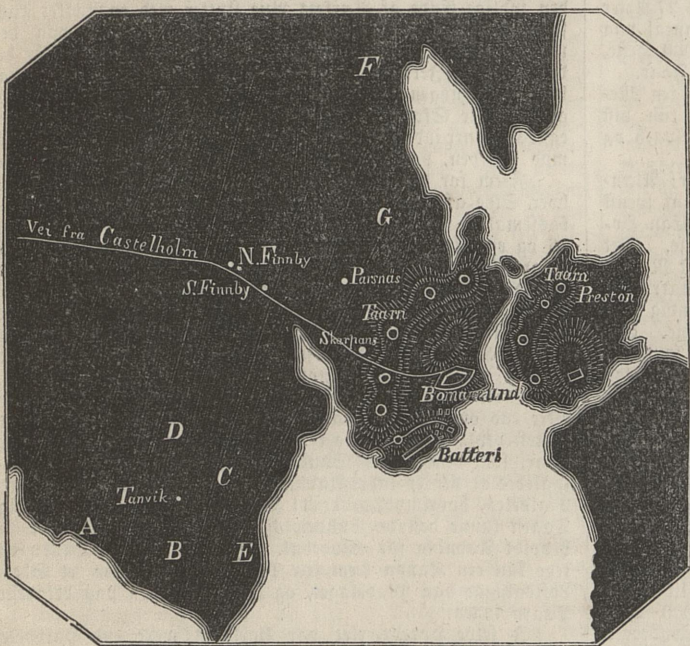 F
G
Vei fra Castelholm
N. Finnby
S. Finnby
Parsnäs
Taarn
Prestön
Taarn
Skarpans
Bomarsund
Batteri
D
C
Tanvik
A
B
E